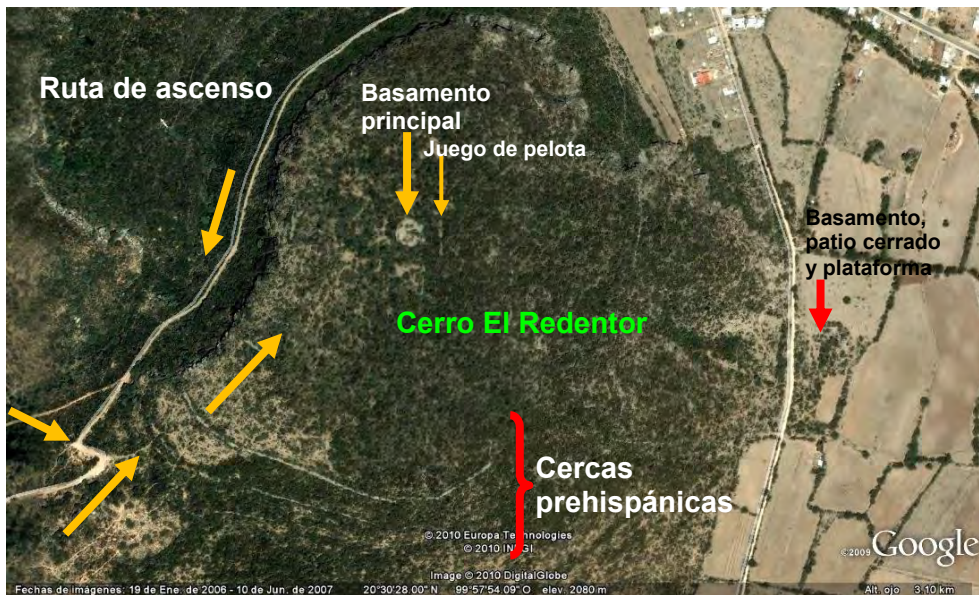 Ruta de ascenso
Basamento
principal
Juego de pelota
Basamento,
patio cerrado
y plataforma
Cerro El Redentor
Cercas
prehispánicas
© 2010 Europa Technologies
© 2010 INEGI
Image © 2010 DigitalGlobe
©2009 Google
Fechas de imágenes: 19 de Ene. de 2006 - 10 de Jun. de 2007 20°30'28.00" N 99°57'54.09" O elev. 2080 m Alt. ojo 3.10 km